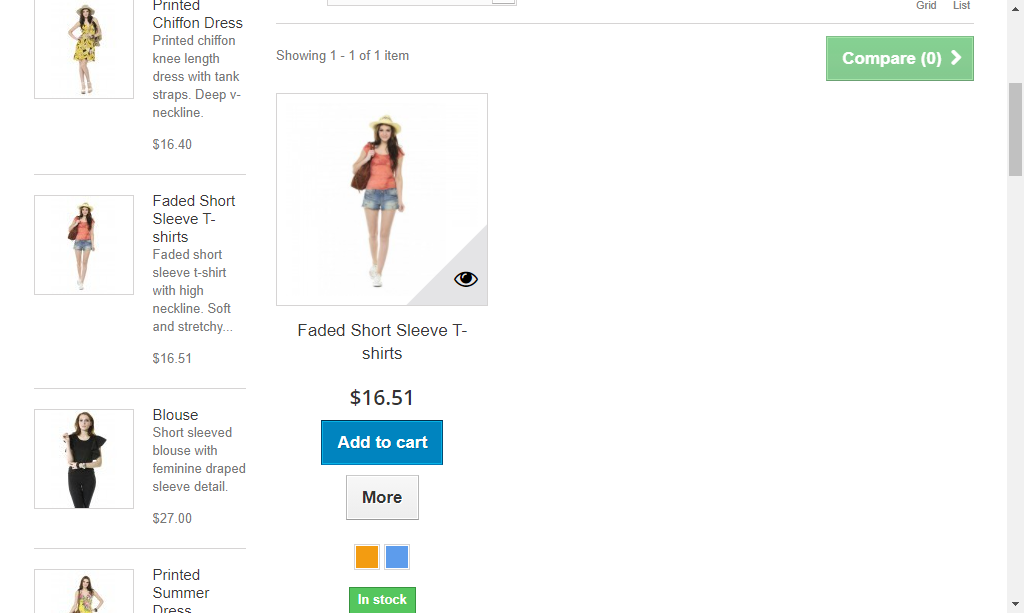 Printed
Chiffon Dress
Printed chiffon
knee length
dress with tank
straps. Deep v-
neckline.
$16.40
Faded Short
Sleeve T-
shirts
Faded short
sleeve t-shirt
with high
neckline. Soft
and stretchy...
$16.51
Blouse
Short sleeved
blouse with
feminine draped
sleeve detail.
$27.00
Printed
Summer
Dress
Grid List
Showing 1 - 1 of 1 item
Compare (0)
Faded Short Sleeve T-
shirts
$16.51
Add to cart
More
In stock